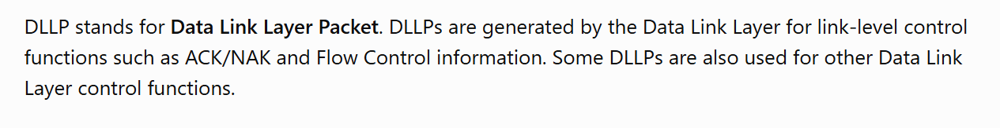 DLLP stands for Data Link Layer Packet. DLLPs are generated by the Data Link Layer for link-level control
functions such as ACK/NAK and Flow Control information. Some DLLPs are also used for other Data Link
Layer control functions.